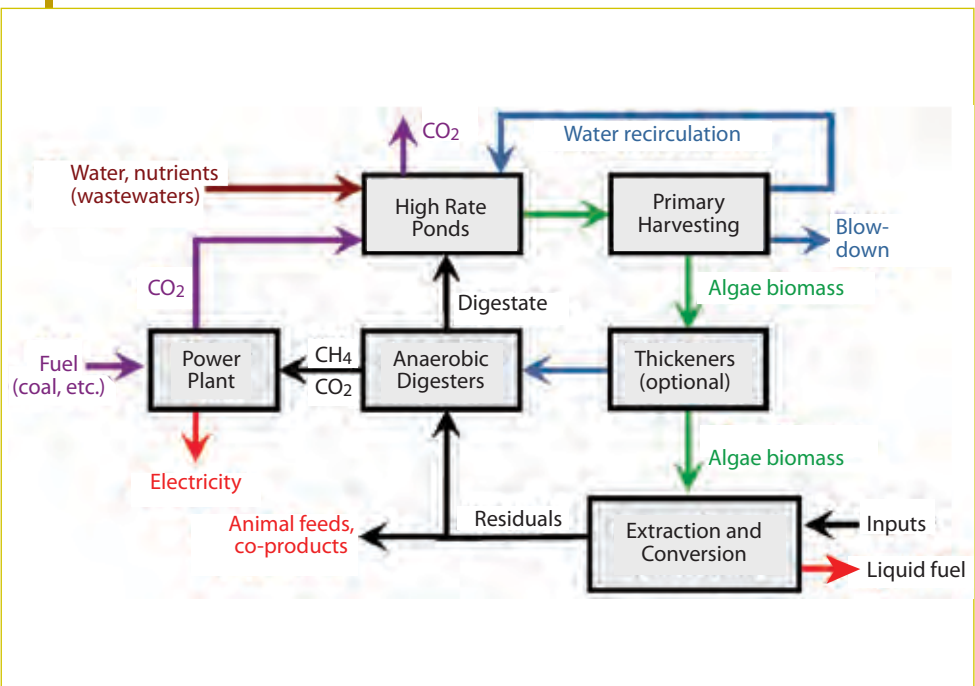 CO2
Water recirculation
Water, nutrients
(wastewaters)
High Rate
Ponds
Primary
Harvesting
Blow-
down
CO2
Digestate
Algae biomass
Fuel
(coal, etc.)
Power
Plant
CH4
CO2
Anaerobic
Digesters
Thickeners
(optional)
Electricity
Algae biomass
Animal feeds,
co-products
Residuals
Extraction and
Conversion
Inputs
Liquid fuel